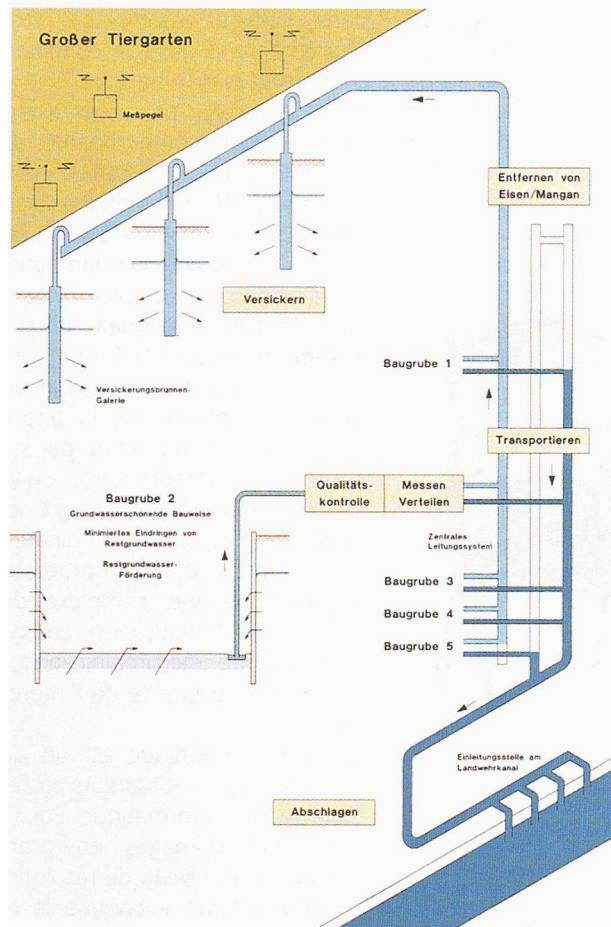 Großer Tiergarten
Meßpegel
Entfernen von
Eisen/Mangan
Versickern
Baugrube 1
Versickerungsbrunnen-
Galerie
Transportieren
Qualitäts-
kontrolle
Messen
Verteilen
Baugrube 2
Grundwasserschonende Bauweise
Minimiertes Eindringen von
Restgrundwasser
Restgrundwasser-
Förderung
Zentrales
Leitungssystem
Baugrube 3
Baugrube 4
Baugrube 5
Einleitungsstelle am
Landwehrkanal
Abschlagen